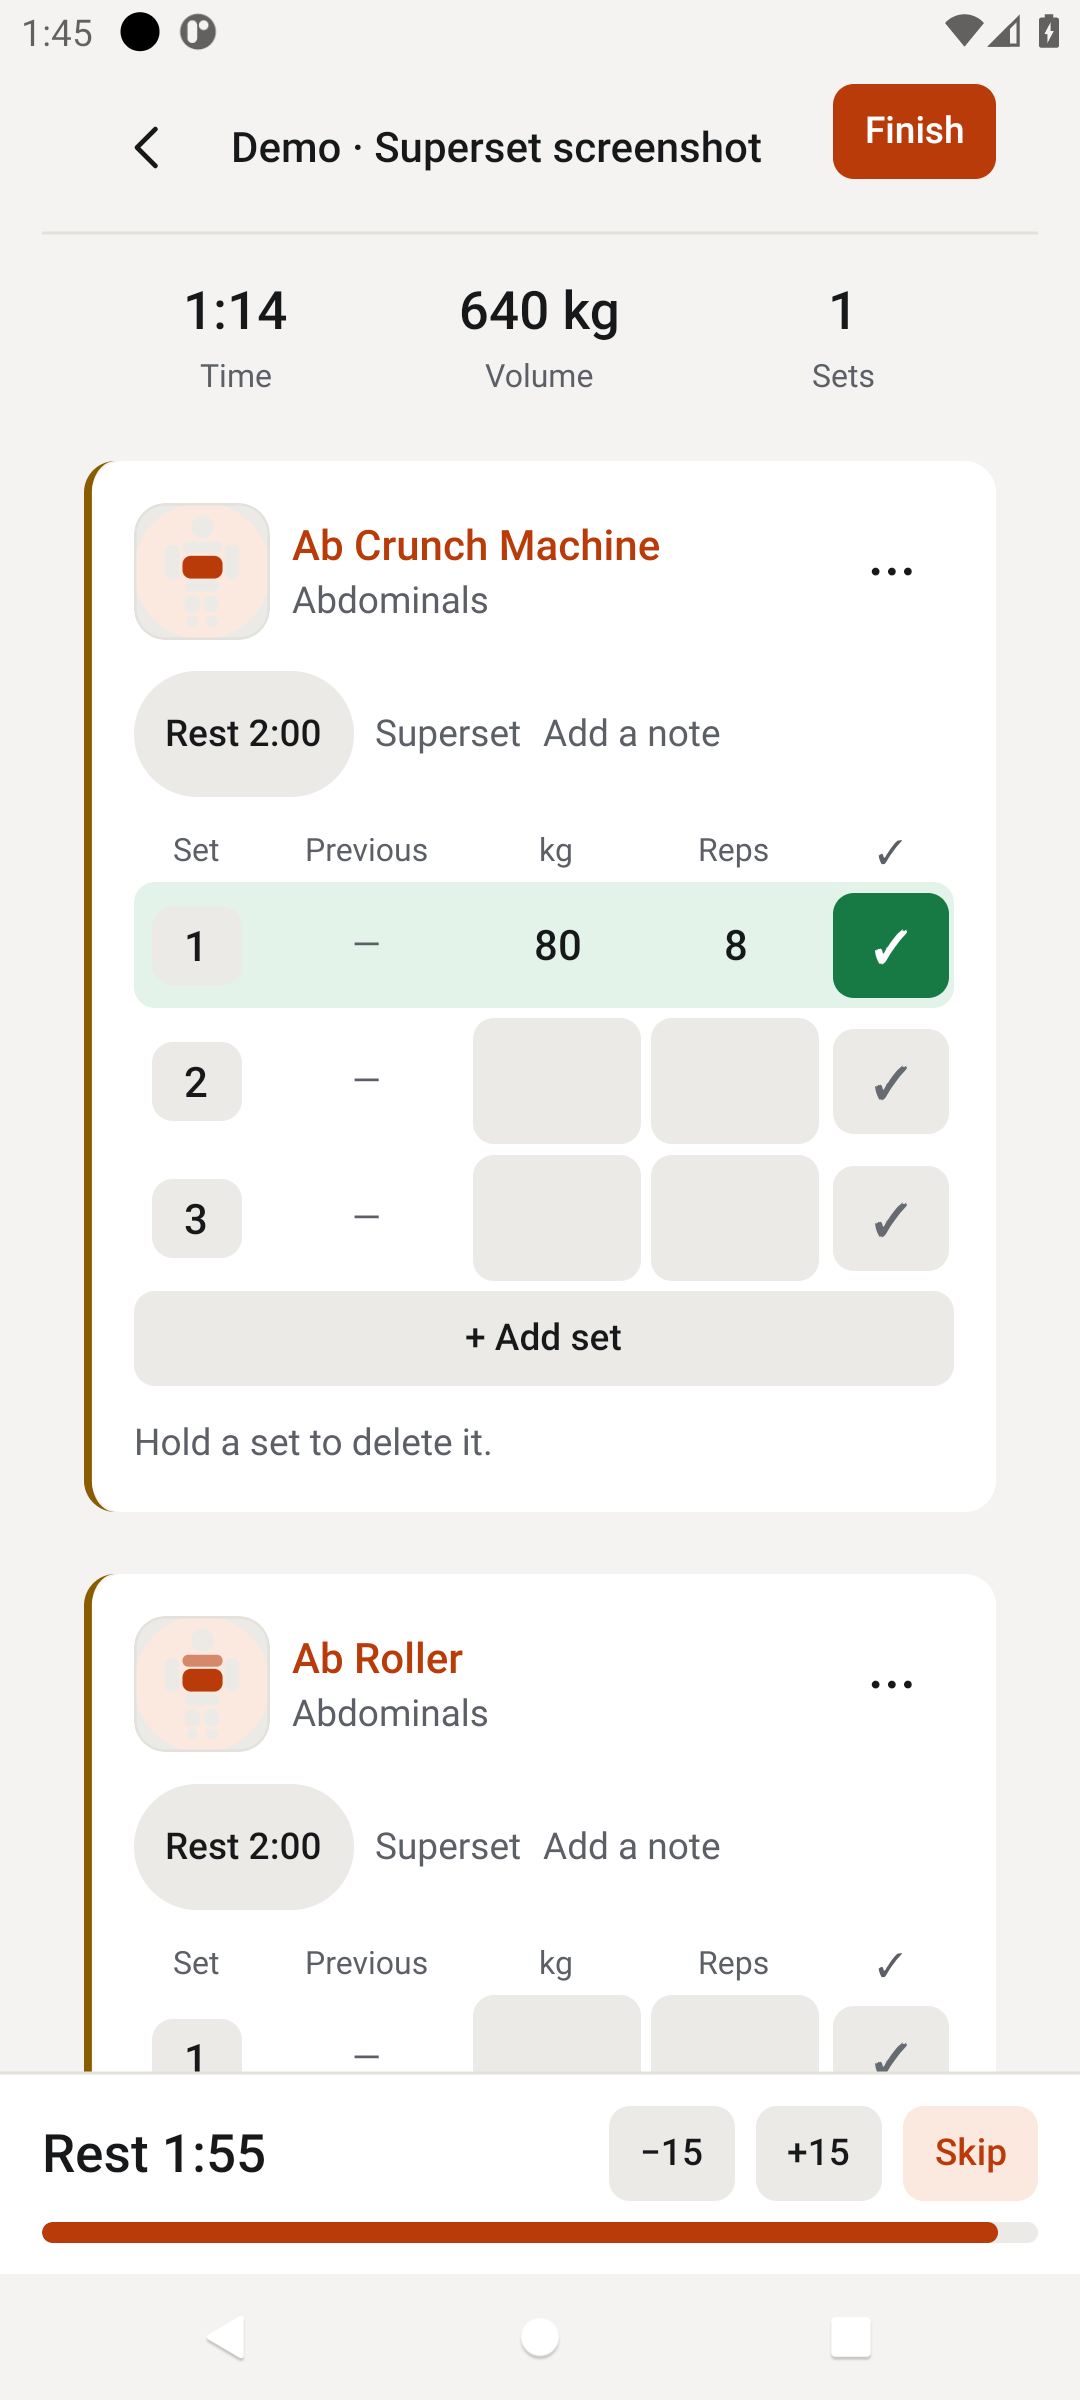 1:45
Demo · Superset screenshot
Finish
1:14
640 kg
1
Time
Volume
Sets
Ab Crunch Machine
Abdominals
Rest 2:00
Superset
Add a note
Set Previous kg Reps ✓
1 — 80 8 ✓
2 — ✓
3 — ✓
+ Add set
Hold a set to delete it.
Ab Roller
Abdominals
Rest 2:00
Superset
Add a note
Set Previous kg Reps ✓
1 — ✓
Rest 1:55
−15
+15
Skip